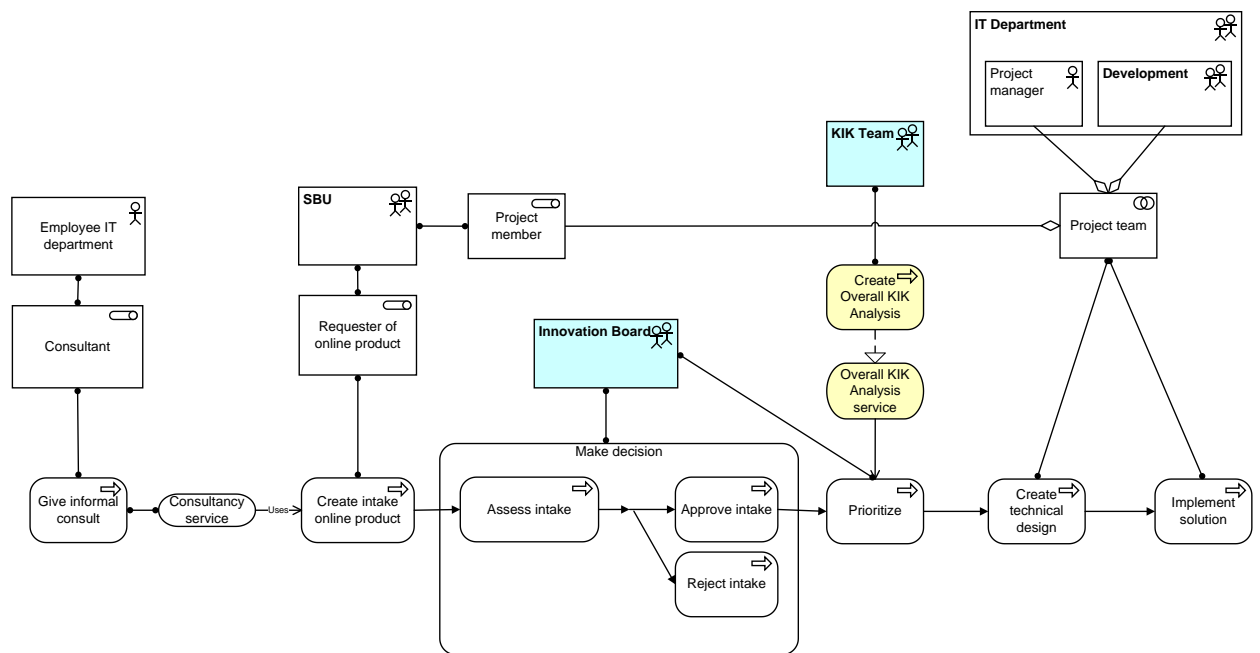 IT Department
Project
manager
Development
KIK Team
SBU
Project
member
Project team
Employee IT
department
Create
Overall KIK
Analysis
Requester of
online product
Consultant
Innovation Board
Overall KIK
Analysis
service
Make decision
Give informal
consult
Consultancy
service
Uses
Create intake
online product
Assess intake
Approve intake
Prioritize
Create
technical
design
Implement
solution
Reject intake